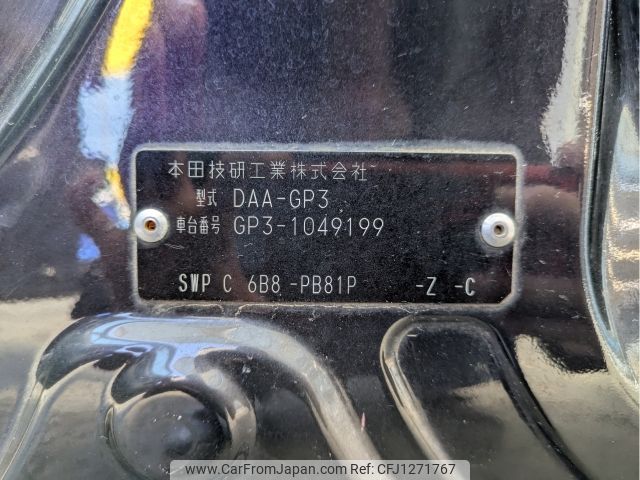 本田技研工業株式会社
型式 DAA-GP3
車台番号 GP3-1049199
SWP C 6B8 -PB81P -Z -C
www.CarFromJapan.com Ref:CFJ1271767